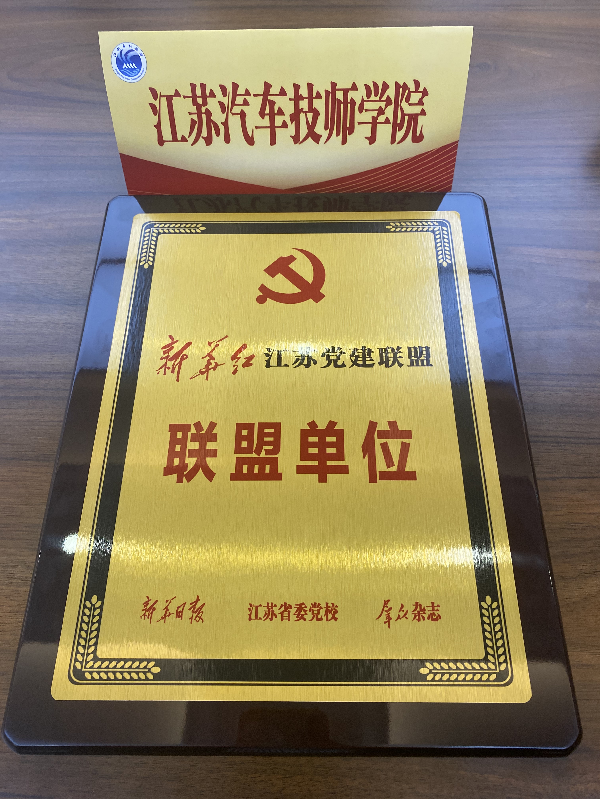 江苏汽车技师学院
新华红 江苏党建联盟
联盟单位
新华日报 江苏省委党校 群众杂志